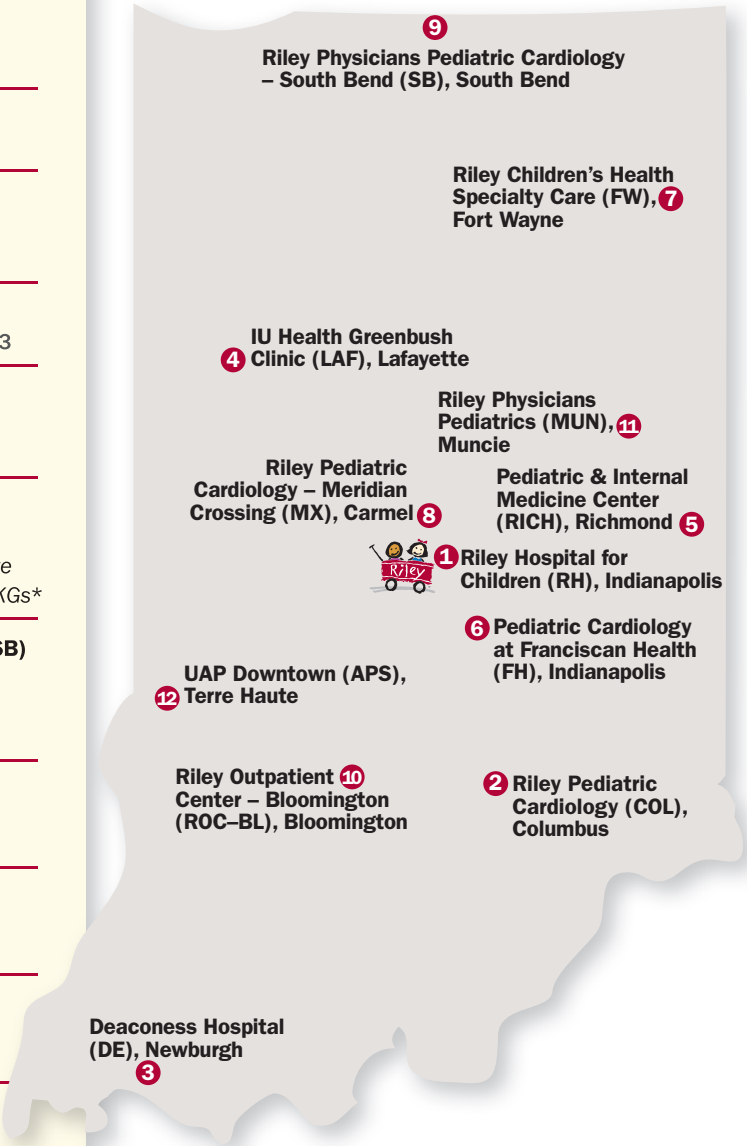 3
te
KGs*
SB)
9
Riley Physicians Pediatric Cardiology
– South Bend (SB), South Bend
Riley Children's Health
Specialty Care (FW), 7
Fort Wayne
IU Health Greenbush
4 Clinic (LAF), Lafayette
Riley Physicians
Pediatrics (MUN), 11
Muncie
Riley Pediatric
Cardiology – Meridian
Crossing (MX), Carmel 8
Pediatric & Internal
Medicine Center
(RICH), Richmond 5
Riley
1 Riley Hospital for
Children (RH), Indianapolis
6 Pediatric Cardiology
at Franciscan Health
(FH), Indianapolis
UAP Downtown (APS),
12 Terre Haute
Riley Outpatient 10
Center – Bloomington
(ROC–BL), Bloomington
2 Riley Pediatric
Cardiology (COL),
Columbus
Deaconess Hospital
(DE), Newburgh
3